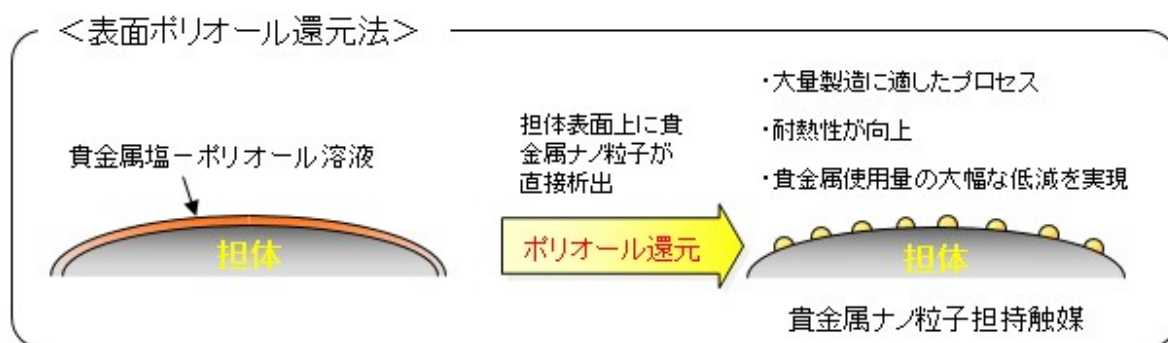 ＜表面ポリオール還元法＞
貴金属塩－ポリオール溶液
担体
担体表面上に貴
金属ナノ粒子が
直接析出
ポリオール還元
・大量製造に適したプロセス
・耐熱性が向上
・貴金属使用量の大幅な低減を実現
担体
貴金属ナノ粒子担持触媒